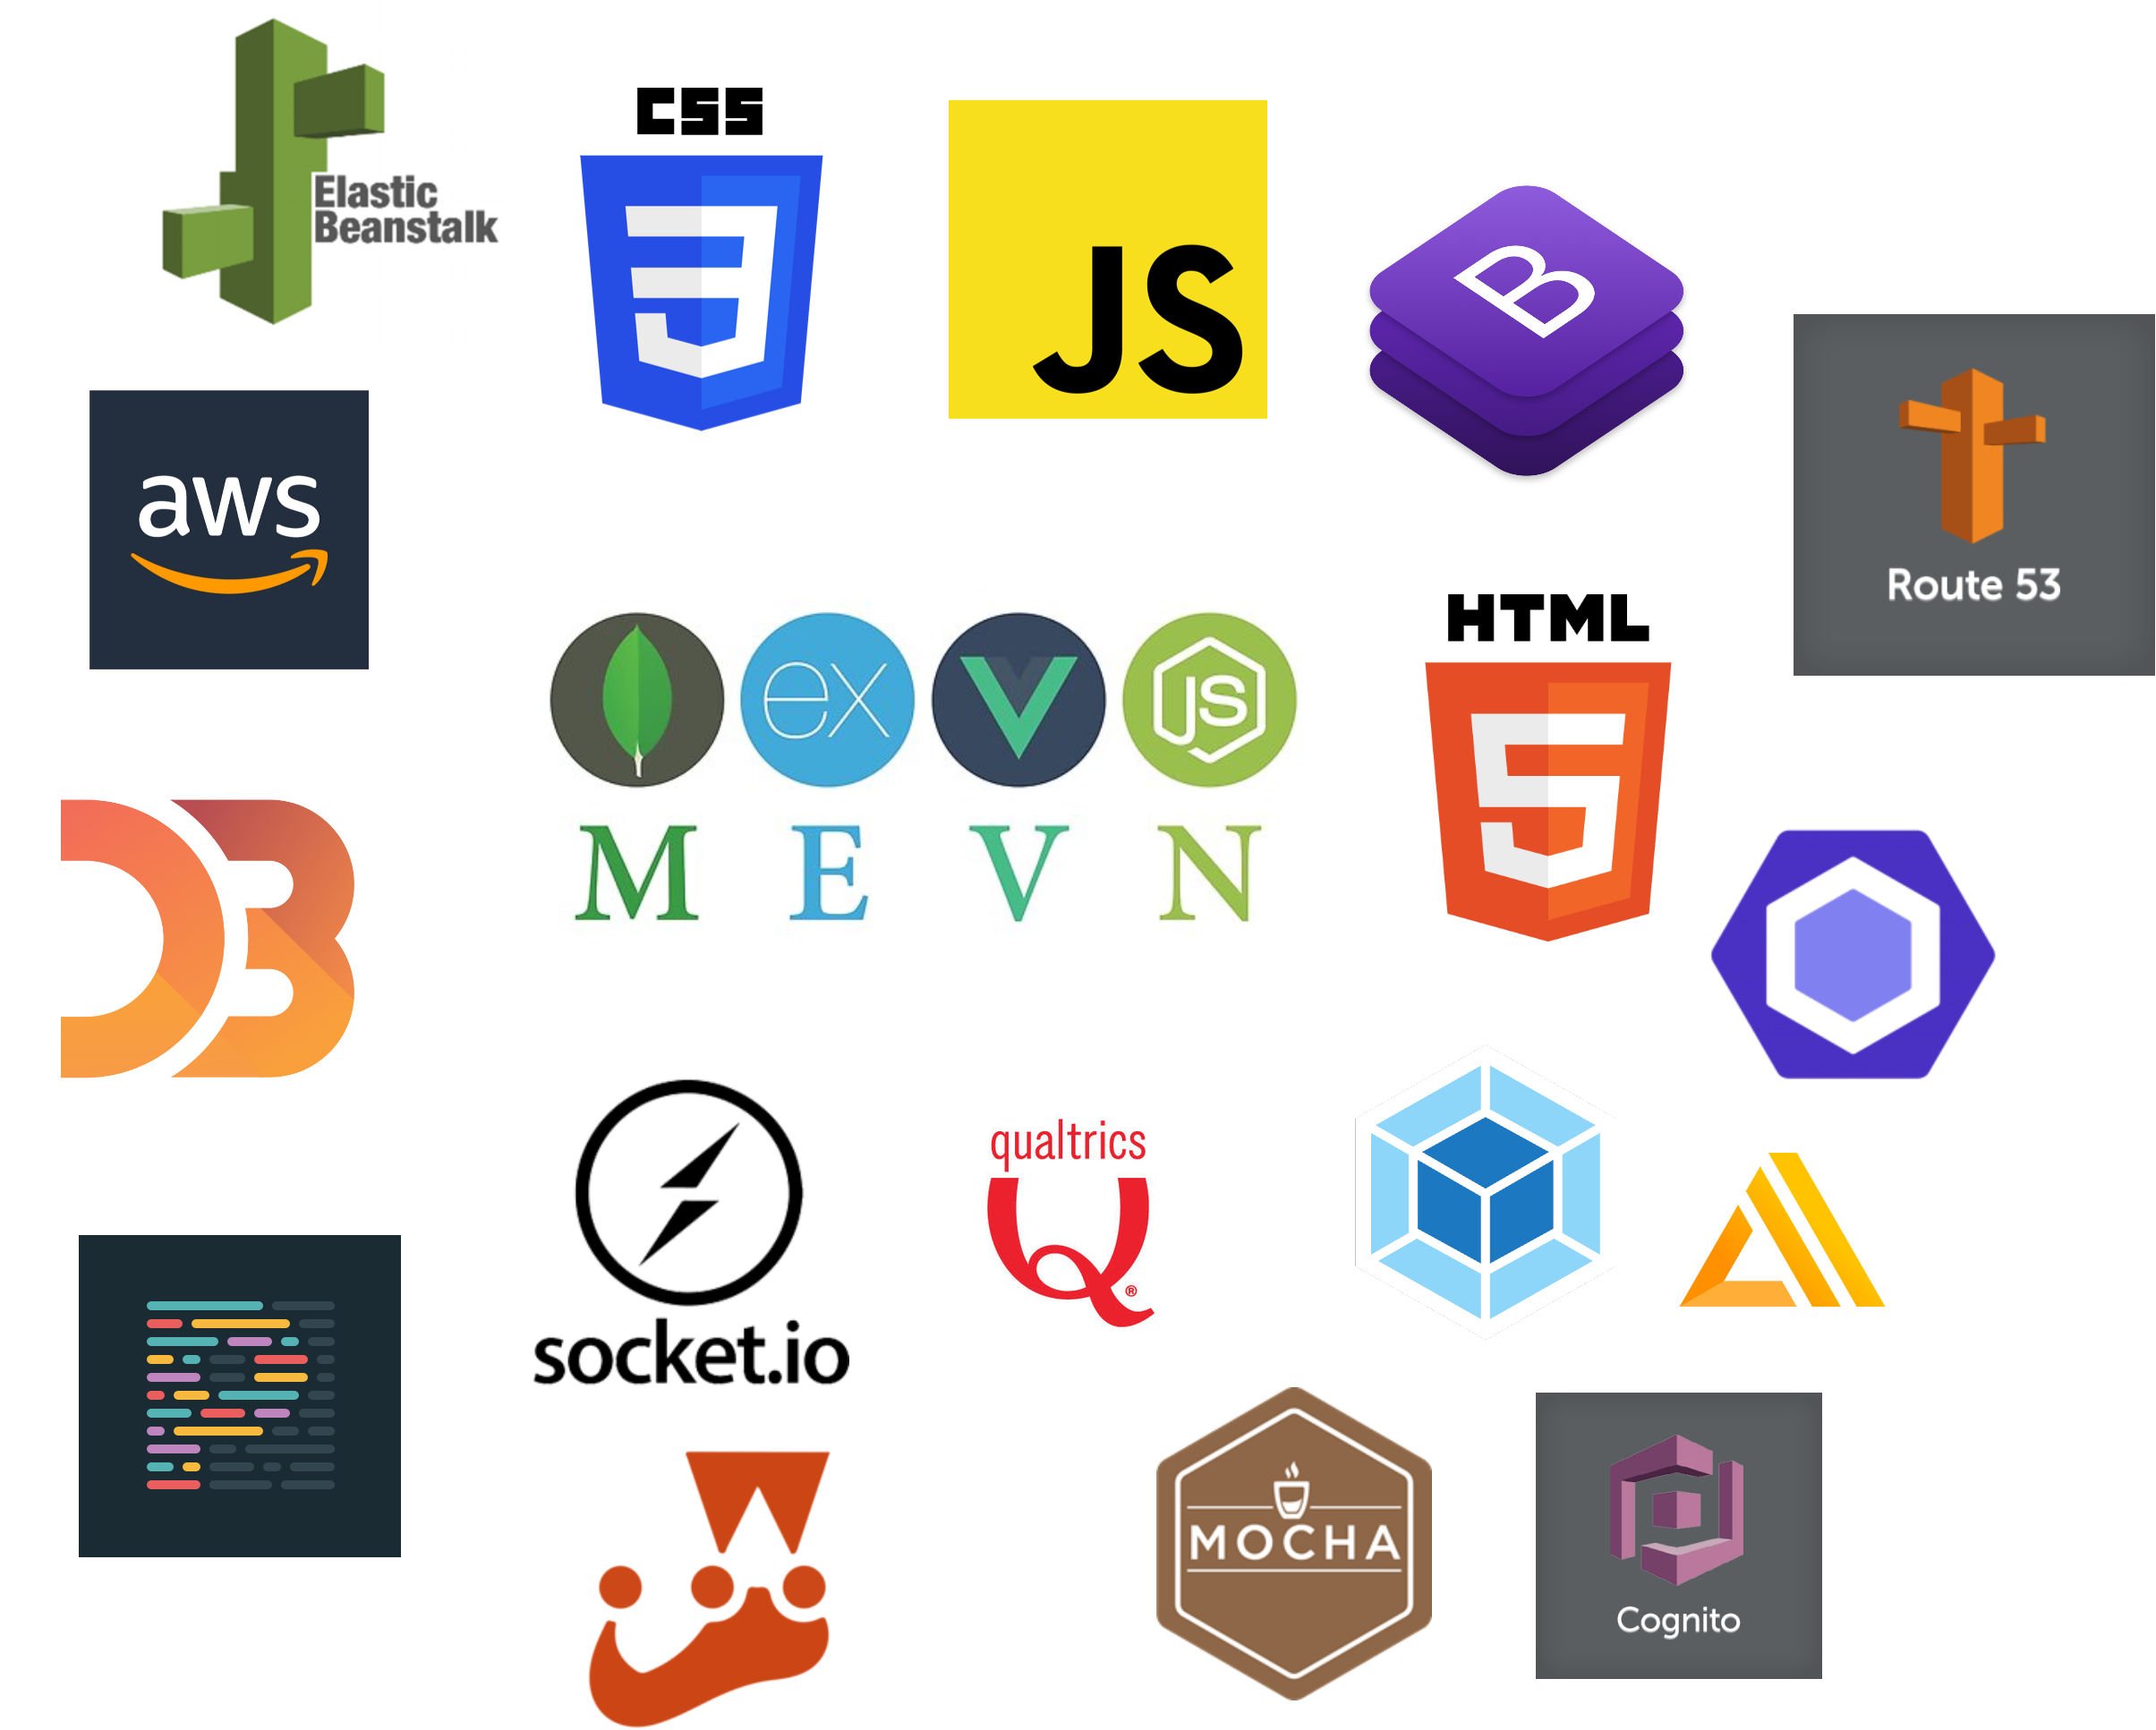 Elastic
Beanstalk
CSS
JS
B
aws
Route 53
HTML
ex
JS
M E V N
qualtrics
®
socket.io
MOCHA
Cognito